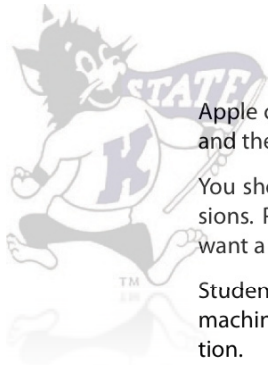 STATE
K
Apple
and the
You sh
sions.
want a
TM
Studen
machin
tion.